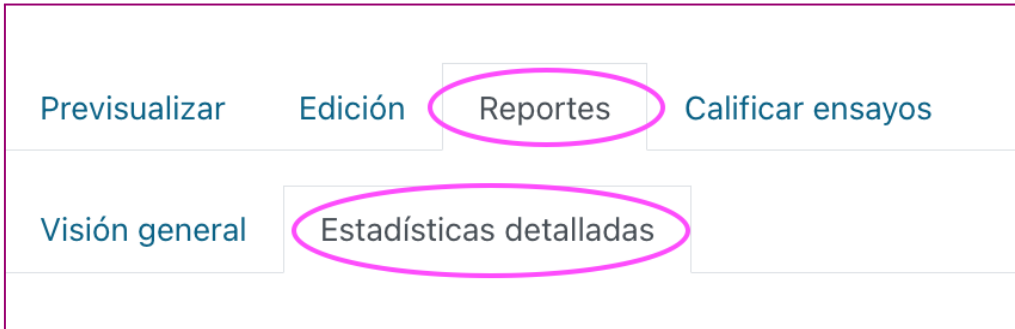 Previsualizar Edición Reportes Calificar ensayos
Visión general Estadísticas detalladas